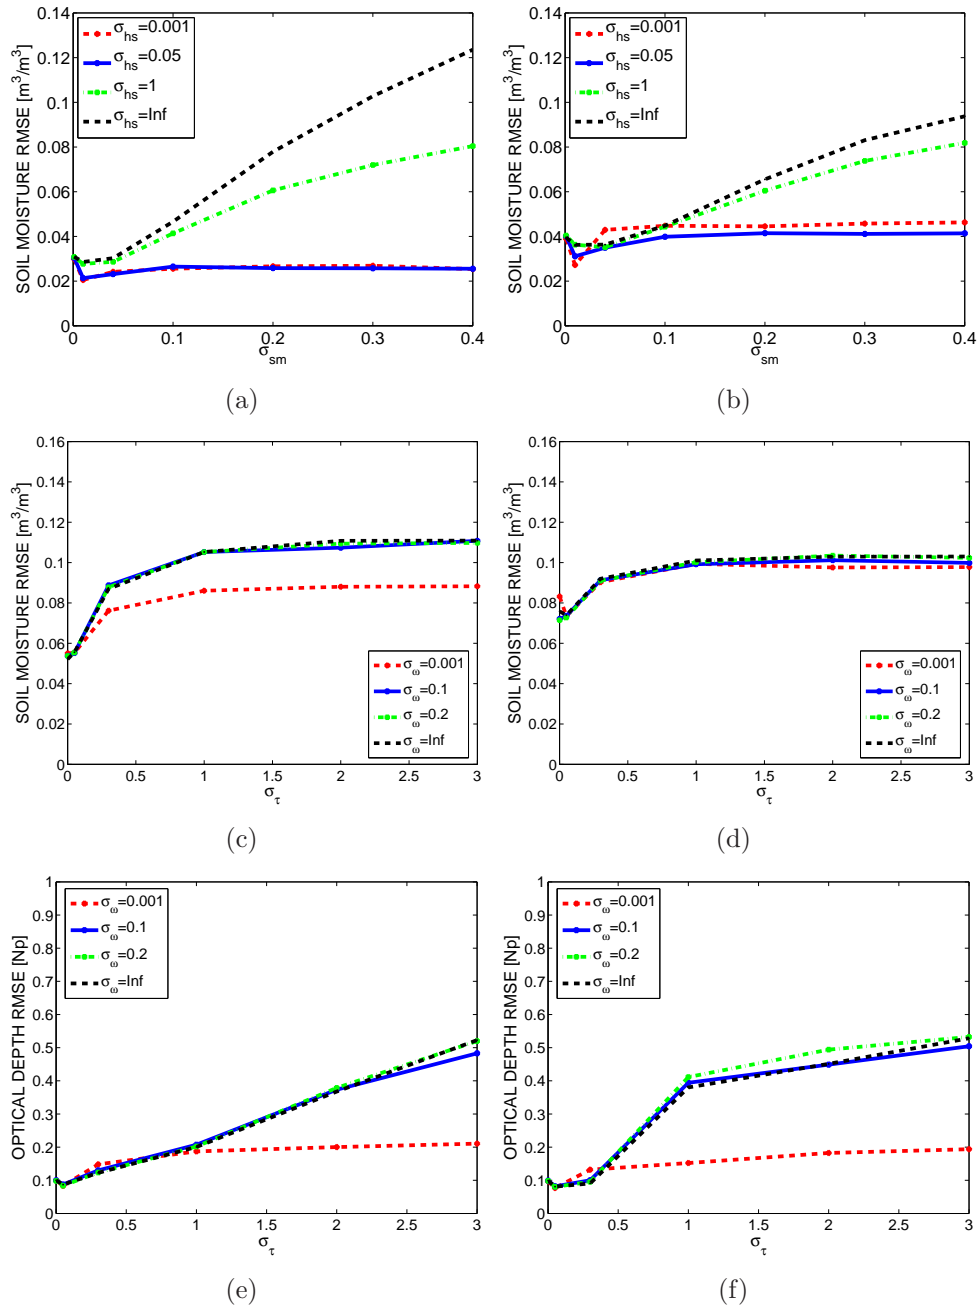 0.14
0.12
0.1
0.08
0.06
0.04
0.02
0
SOIL MOISTURE RMSE [m³/m³]
σhs=0.001
σhs=0.05
σhs=1
σhs=Inf
0 0.1 0.2 0.3 0.4
σsm
(a)
0.14
0.12
0.1
0.08
0.06
0.04
0.02
0
SOIL MOISTURE RMSE [m³/m³]
σhs=0.001
σhs=0.05
σhs=1
σhs=Inf
0 0.1 0.2 0.3 0.4
σsm
(b)
0.16
0.14
0.12
0.1
0.08
0.06
0.04
0.02
0
SOIL MOISTURE RMSE [m³/m³]
σω=0.001
σω=0.1
σω=0.2
σω=Inf
0 0.5 1 1.5 2 2.5 3
στ
(c)
0.16
0.14
0.12
0.1
0.08
0.06
0.04
0.02
0
SOIL MOISTURE RMSE [m³/m³]
σω=0.001
σω=0.1
σω=0.2
σω=Inf
0 0.5 1 1.5 2 2.5 3
στ
(d)
1
0.9
0.8
0.7
0.6
0.5
0.4
0.3
0.2
0.1
0
OPTICAL DEPTH RMSE [Np]
σω=0.001
σω=0.1
σω=0.2
σω=Inf
0 0.5 1 1.5 2 2.5 3
στ
(e)
1
0.9
0.8
0.7
0.6
0.5
0.4
0.3
0.2
0.1
0
OPTICAL DEPTH RMSE [Np]
σω=0.001
σω=0.1
σω=0.2
σω=Inf
0 0.5 1 1.5 2 2.5 3
στ
(f)